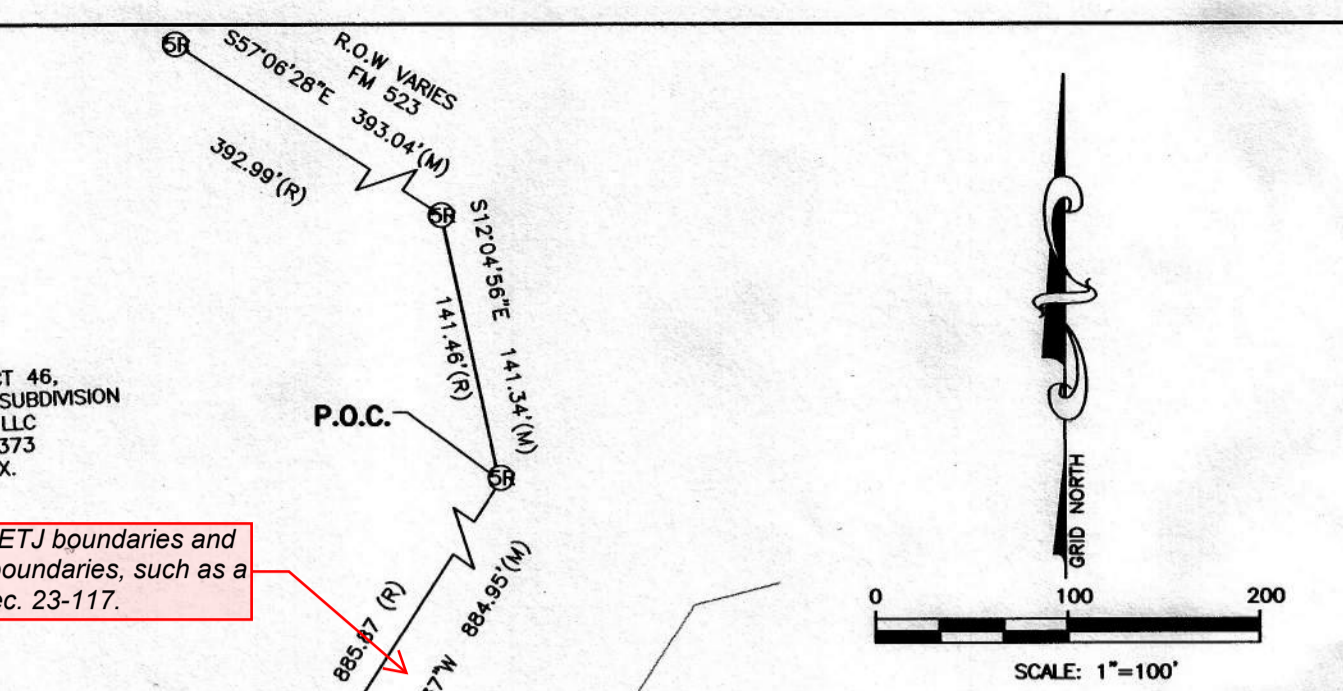 5R
S57°06'28"E 393.04'(M)
R.O.W VARIES
FM 523
392.99'(R)
5R
S12°04'56"E 141.34'(M)
141.46'(R)
P.O.C.
5R
46,
SUBDIVISION
LLC
373
ETJ boundaries and
boundaries, such as a
23-117.
885.87 (R)
884.95'(M)
GRID NORTH
0 100 200
SCALE: 1"=100'